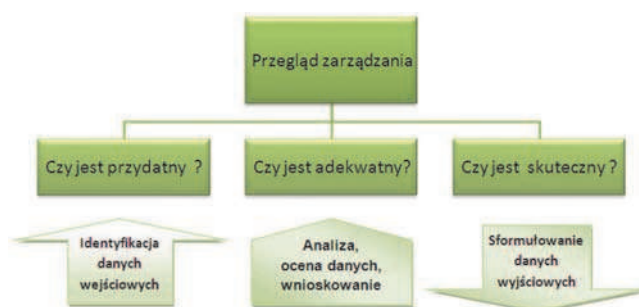 Przegląd zarządzania
Czy jest przydatny ?
Czy jest adekwatny?
Czy jest skuteczny ?
Identyfikacja
danych
wejściowych
Analiza,
ocena danych,
wnioskowanie
Sformułowanie
danych
wyjściowych